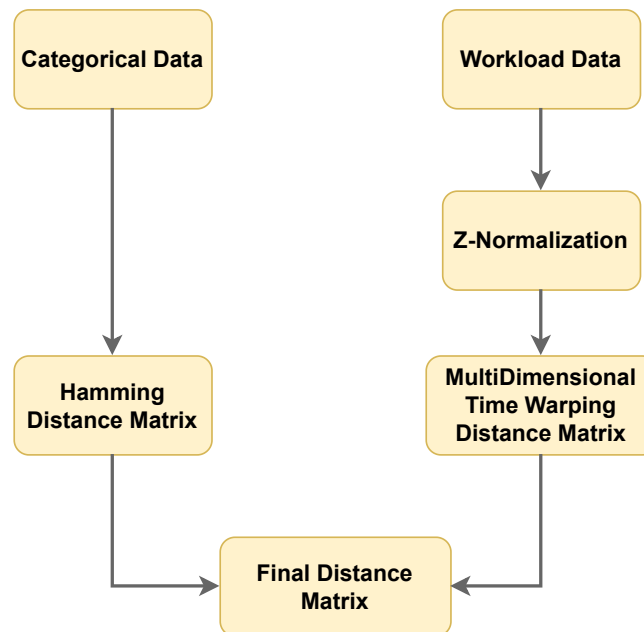 Categorical Data
Workload Data
Z-Normalization
Hamming
Distance Matrix
MultiDimensional
Time Warping
Distance Matrix
Final Distance
Matrix